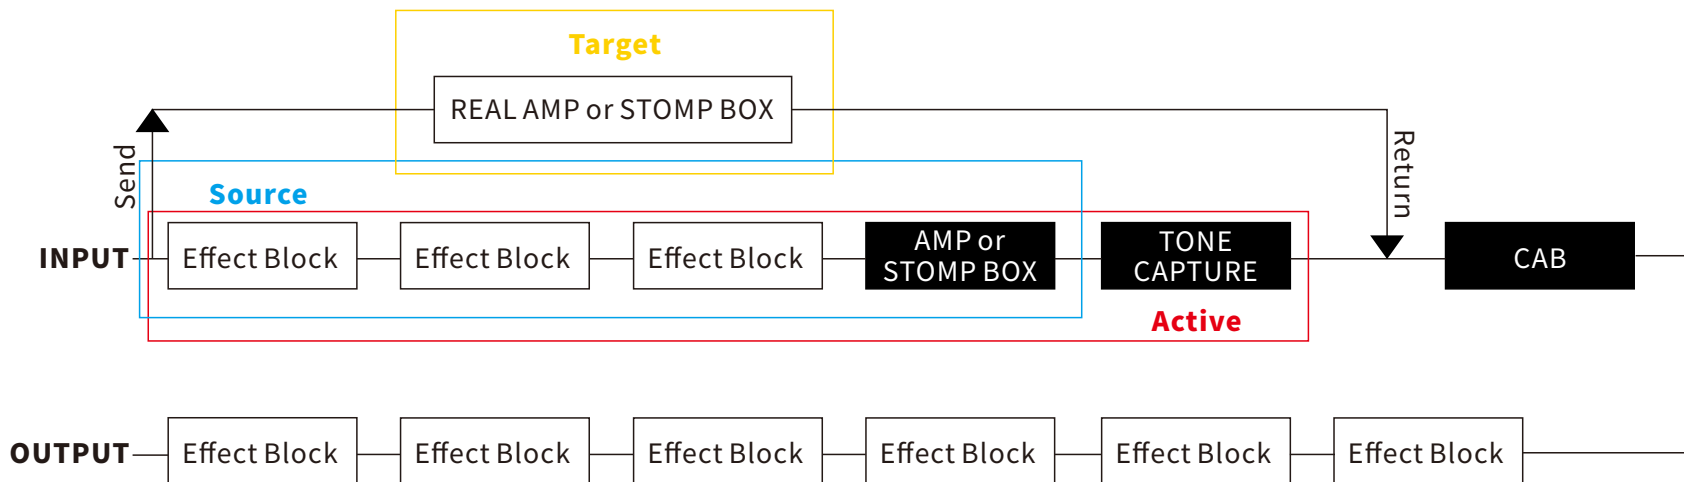 Target
REAL AMP or STOMP BOX
Send
Return
Source
INPUT
Effect Block
Effect Block
Effect Block
AMP or
STOMP BOX
TONE
CAPTURE
CAB
Active
OUTPUT
Effect Block
Effect Block
Effect Block
Effect Block
Effect Block
Effect Block